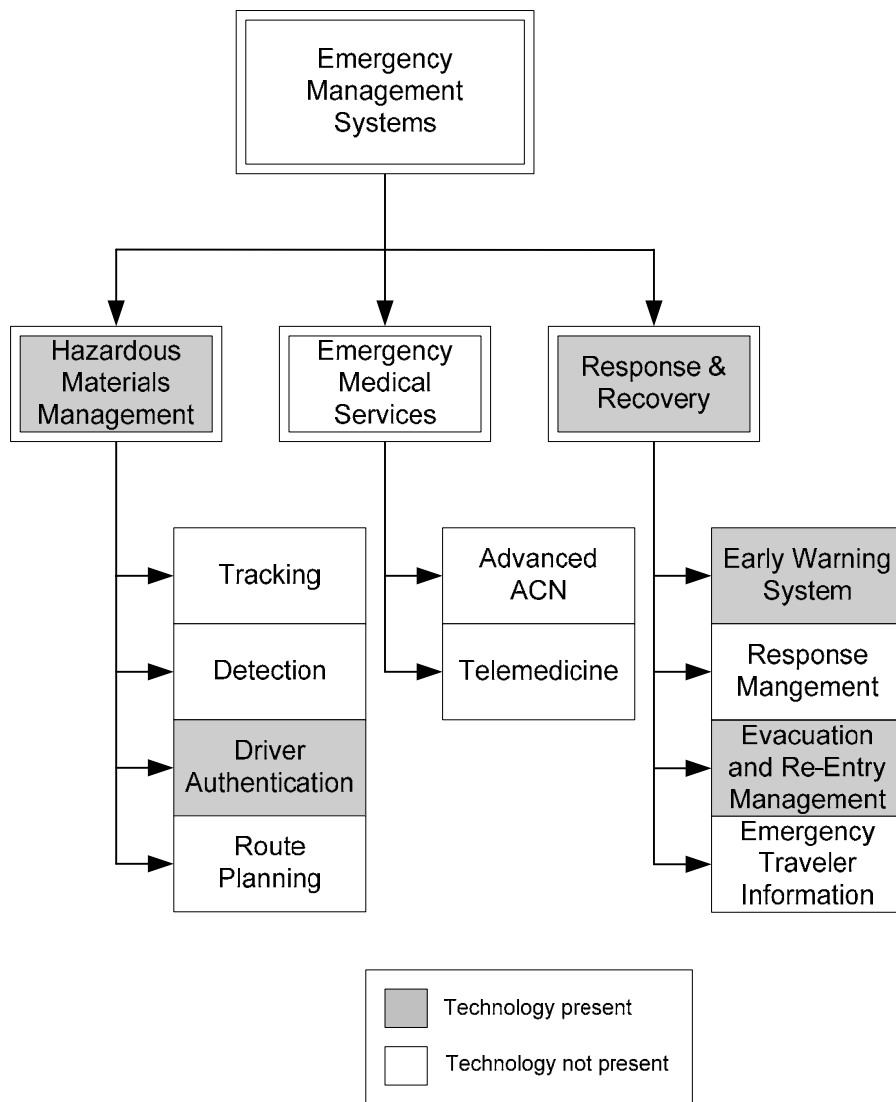 Emergency
Management
Systems
Hazardous
Materials
Management
Emergency
Medical
Services
Response &
Recovery
Tracking
Detection
Driver
Authentication
Route
Planning
Advanced
ACN
Telemedicine
Early Warning
System
Response
Mangement
Evacuation
and Re-Entry
Management
Emergency
Traveler
Information
Technology present
Technology not present